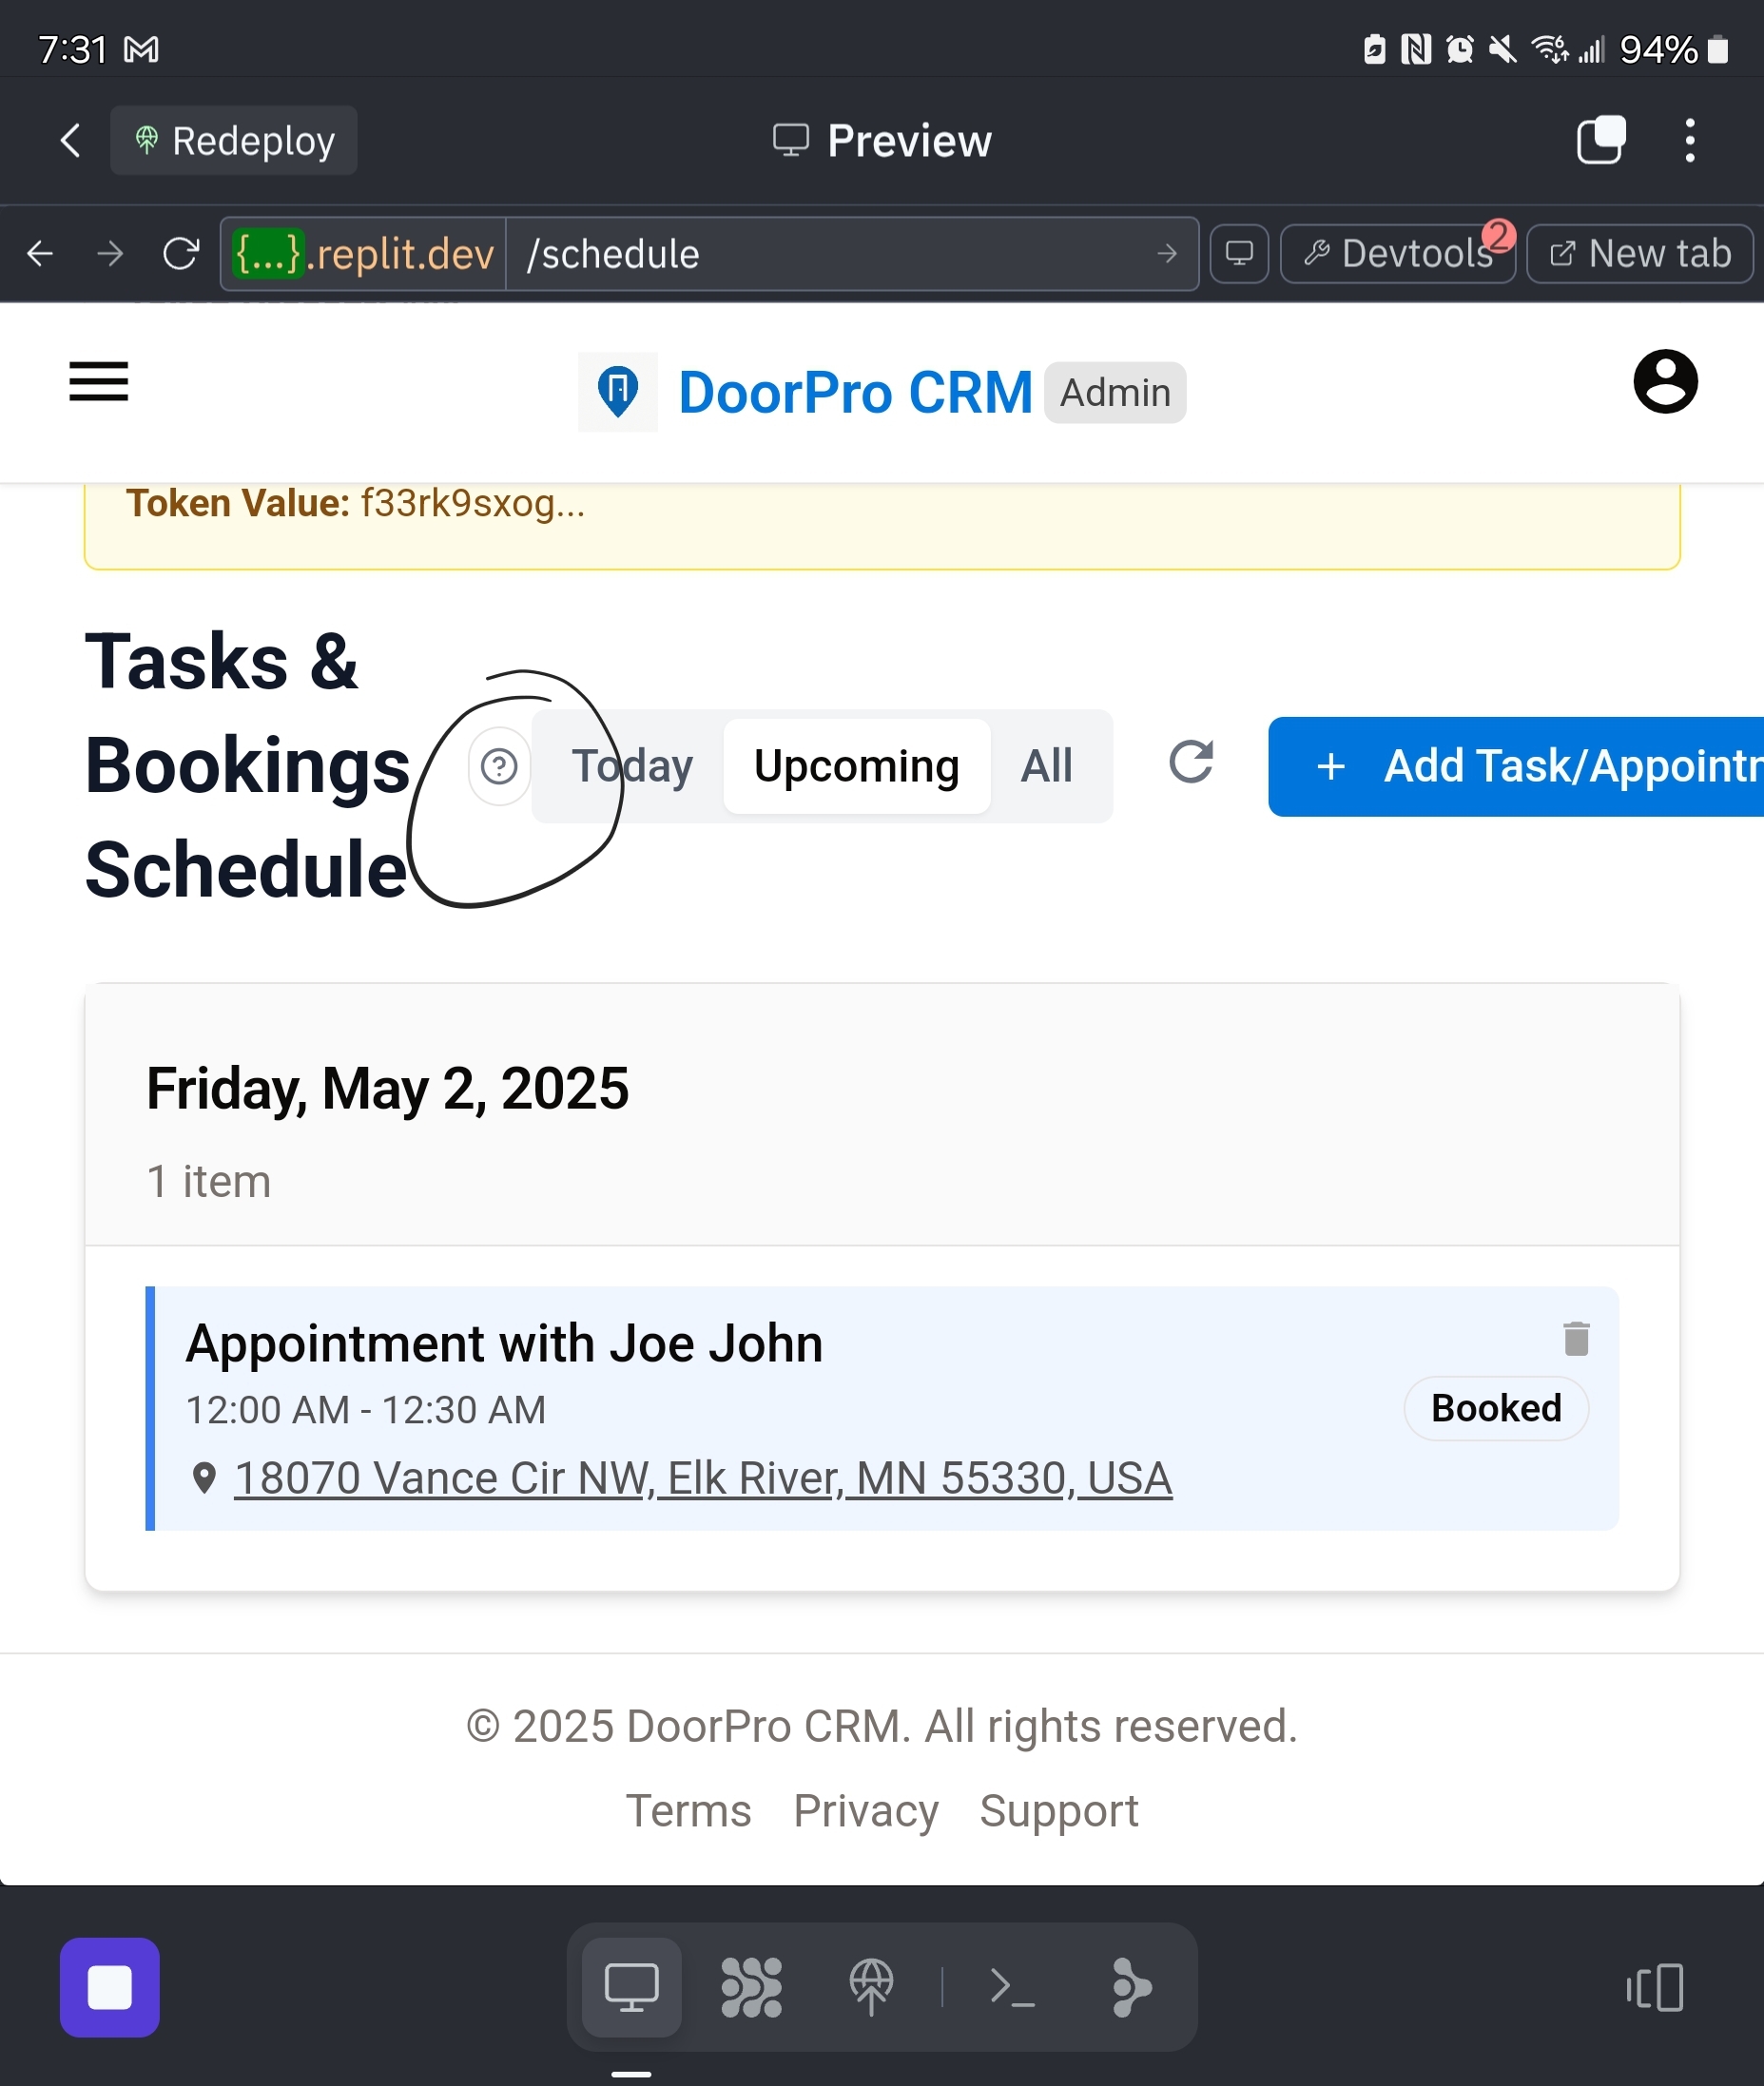 7:31 94%
Redeploy Preview
{...}.replit.dev /schedule Devtools 2 New tab
DoorPro CRM Admin
Token Value: f33rk9sxog...
Tasks &
Bookings
Schedule
? Today Upcoming All + Add Task/Appointm
Friday, May 2, 2025
1 item
Appointment with Joe John
12:00 AM - 12:30 AM
Booked
18070 Vance Cir NW, Elk River, MN 55330, USA
© 2025 DoorPro CRM. All rights reserved.
Terms Privacy Support